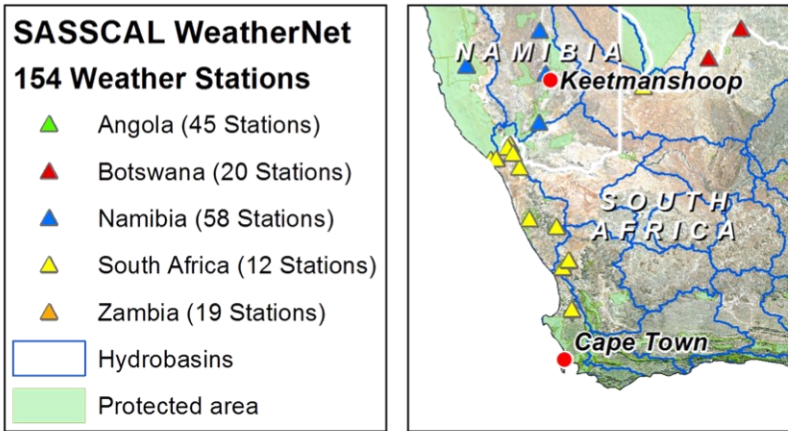 SASSCAL WeatherNet
154 Weather Stations
Angola (45 Stations)
Botswana (20 Stations)
Namibia (58 Stations)
South Africa (12 Stations)
Zambia (19 Stations)
Hydrobasins
Protected area
NAMIBIA
Keetmanshoop
SOUTH
AFRICA
Cape Town